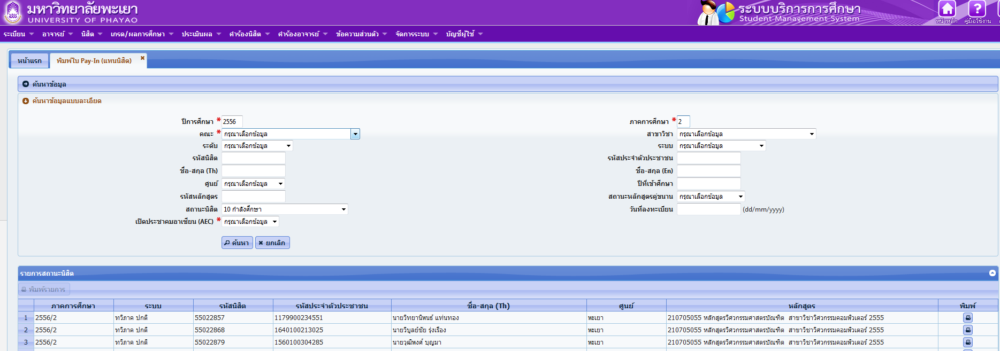 มหาวิทยาลัยพะเยา
UNIVERSITY OF PHAYAO
ระบบบริการการศึกษา
Student Management System
หน้าหลัก คู่มือใช้งาน
ระเบียน อาจารย์ นิสิต เกรด/ผลการศึกษา ประเมินผล คำร้องนิสิต คำร้องอาจารย์ ข้อความส่วนตัว จัดการระบบ บัญชีผู้ใช้
หน้าแรก พิมพ์ใบ Pay-In (แทนนิสิต)
ค้นหาข้อมูล
ค้นหาข้อมูลแบบละเอียด
ปีการศึกษา * 2556 ภาคการศึกษา * 2
คณะ * กรุณาเลือกข้อมูล สาขาวิชา กรุณาเลือกข้อมูล
ระดับ กรุณาเลือกข้อมูล ระบบ กรุณาเลือกข้อมูล
รหัสนิสิต รหัสประจำตัวประชาชน
ชื่อ-สกุล (Th) ชื่อ-สกุล (En)
ศูนย์ กรุณาเลือกข้อมูล ปีที่เข้าศึกษา
รหัสหลักสูตร สถานะหลักสูตรคู่ขนาน กรุณาเลือกข้อมูล
สถานะนิสิต 10 กำลังศึกษา วันที่ลงทะเบียน (dd/mm/yyyy)
เปิดประชาคมอาเซียน (AEC) * กรุณาเลือกข้อมูล
ค้นหา ยกเลิก
รายการสถานะนิสิต
พิมพ์รายการ
ภาคการศึกษา ระบบ รหัสนิสิต รหัสประจำตัวประชาชน ชื่อ-สกุล (Th) ศูนย์ หลักสูตร พิมพ์
1 2556/2 ทวิภาค ปกติ 55022857 1179900234551 นายวิทยานิพนธ์ แท่นทอง พะเยา 210705055 หลักสูตรวิศวกรรมศาสตรบัณฑิต สาขาวิชาวิศวกรรมคอมพิวเตอร์ 2555
2 2556/2 ทวิภาค ปกติ 55022868 1640100213025 นายวิบูลย์ชัย รุ่งเรือง พะเยา 210705055 หลักสูตรวิศวกรรมศาสตรบัณฑิต สาขาวิชาวิศวกรรมคอมพิวเตอร์ 2555
3 2556/2 ทวิภาค ปกติ 55022879 1560100304285 นายวุฒิพงศ์ บุญมา พะเยา 210705055 หลักสูตรวิศวกรรมศาสตรบัณฑิต สาขาวิชาวิศวกรรมคอมพิวเตอร์ 2555